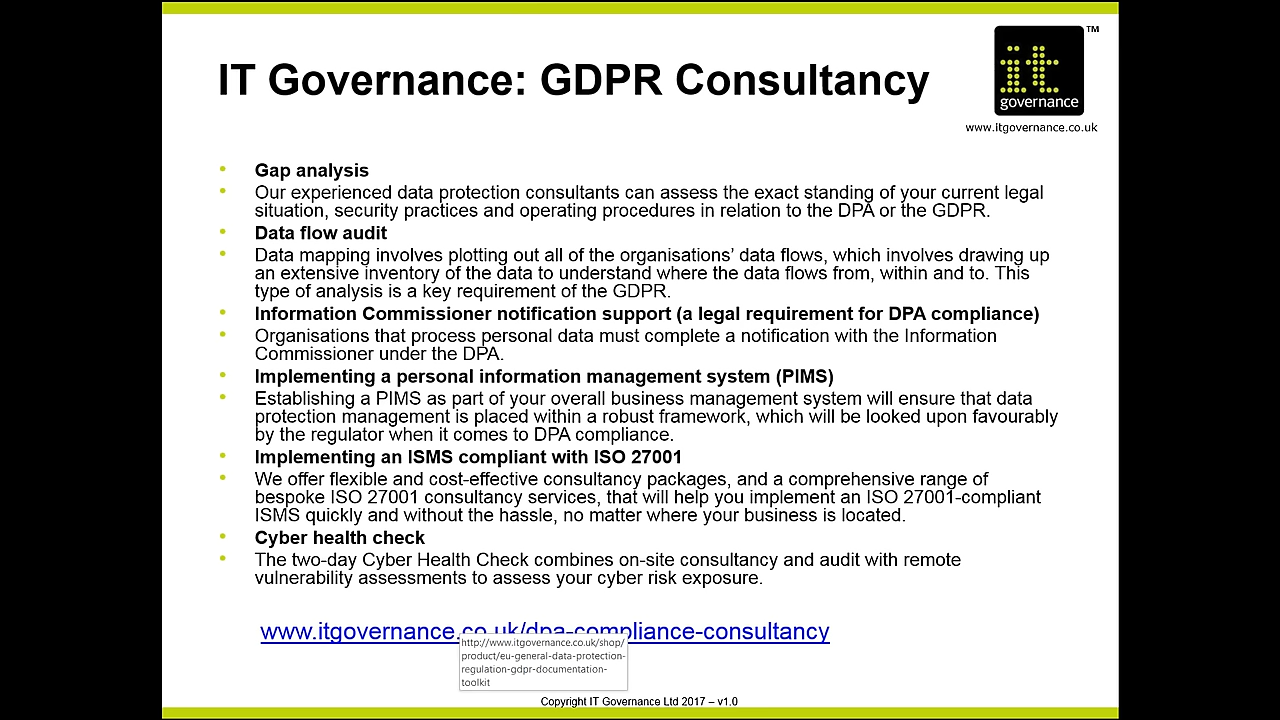 IT Governance: GDPR Consultancy
TM
it
governance
www.itgovernance.co.uk
• Gap analysis
• Our experienced data protection consultants can assess the exact standing of your current legal
situation, security practices and operating procedures in relation to the DPA or the GDPR.
• Data flow audit
• Data mapping involves plotting out all of the organisations’ data flows, which involves drawing up
an extensive inventory of the data to understand where the data flows from, within and to. This
type of analysis is a key requirement of the GDPR.
• Information Commissioner notification support (a legal requirement for DPA compliance)
• Organisations that process personal data must complete a notification with the Information
Commissioner under the DPA.
• Implementing a personal information management system (PIMS)
• Establishing a PIMS as part of your overall business management system will ensure that data
protection management is placed within a robust framework, which will be looked upon favourably
by the regulator when it comes to DPA compliance.
• Implementing an ISMS compliant with ISO 27001
• We offer flexible and cost-effective consultancy packages, and a comprehensive range of
bespoke ISO 27001 consultancy services, that will help you implement an ISO 27001-compliant
ISMS quickly and without the hassle, no matter where your business is located.
• Cyber health check
• The two-day Cyber Health Check combines on-site consultancy and audit with remote
vulnerability assessments to assess your cyber risk exposure.
www.itgovernance.co.uk/dpa-compliance-consultancy
http://www.itgovernance.co.uk/shop/
product/eu-general-data-protection-
regulation-gdpr-documentation-
toolkit
Copyright IT Governance Ltd 2017 – v1.0